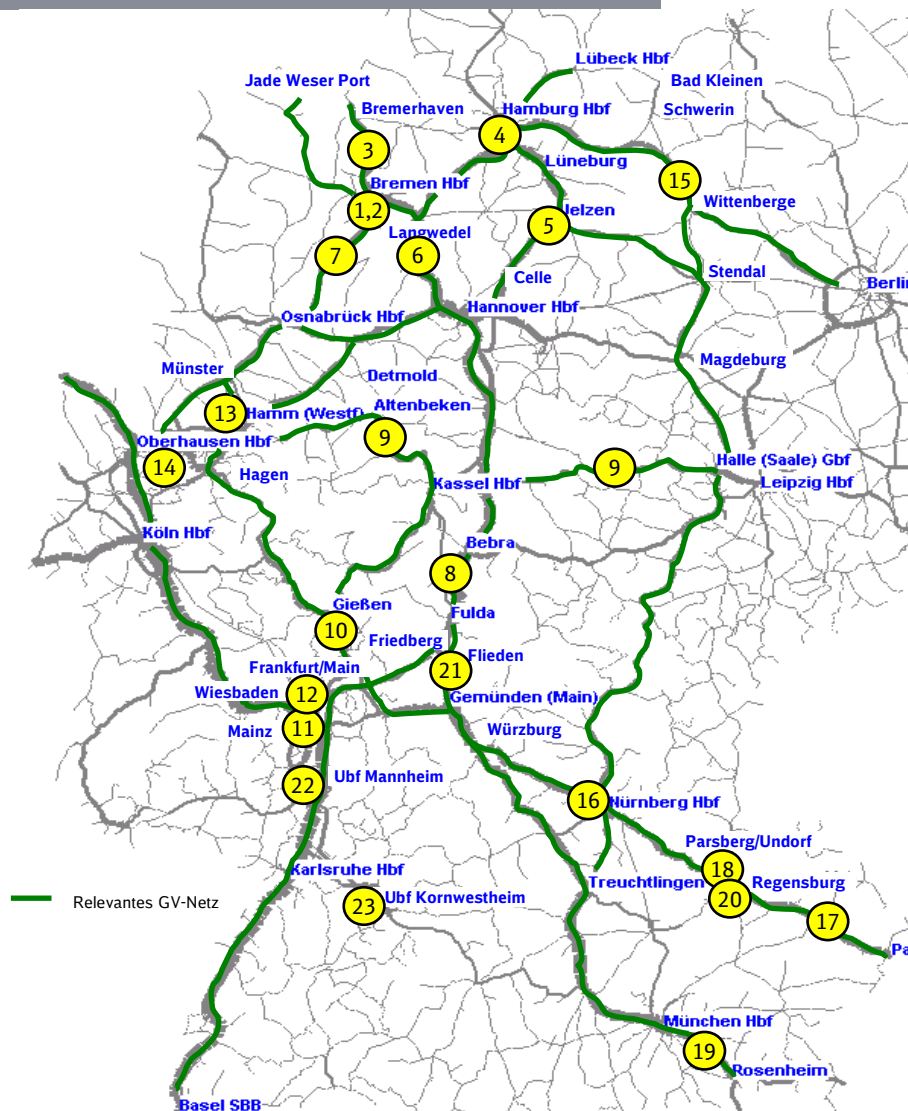 Lübeck Hbf
Jade Weser Port
Bad Kleinen
Bremerhaven
Hamburg Hbf
Schwerin
4
3
Lüneburg
15
Bremen Hbf
Wittenberge
1,2
Jelzen
5
Langwedel
7
6
Stendal
Celle
Berlin
Hannover Hbf
Osnabrück Hbf
Magdeburg
Münster
Detmold
Altenbeken
13
Hamm (Westf)
9
Oberhausen Hbf
14
Hagen
9
Halle (Saale) Gbf
Kassel Hbf
Leipzig Hbf
Köln Hbf
Bebra
8
Gießen
Fulda
10
Friedberg
Flieden
21
Frankfurt/Main
Wiesbaden
12
Gemünden (Main)
Mainz
11
Würzburg
Ubf Mannheim
22
16
Nürnberg Hbf
Parsberg/Undorf
Karlsruhe Hbf
18
Treuchtlingen
Regensburg
Relevantes GV-Netz
23
Ubf Kornwestheim
20
17
Pa
München Hbf
19
Rosenheim
Basel SBB